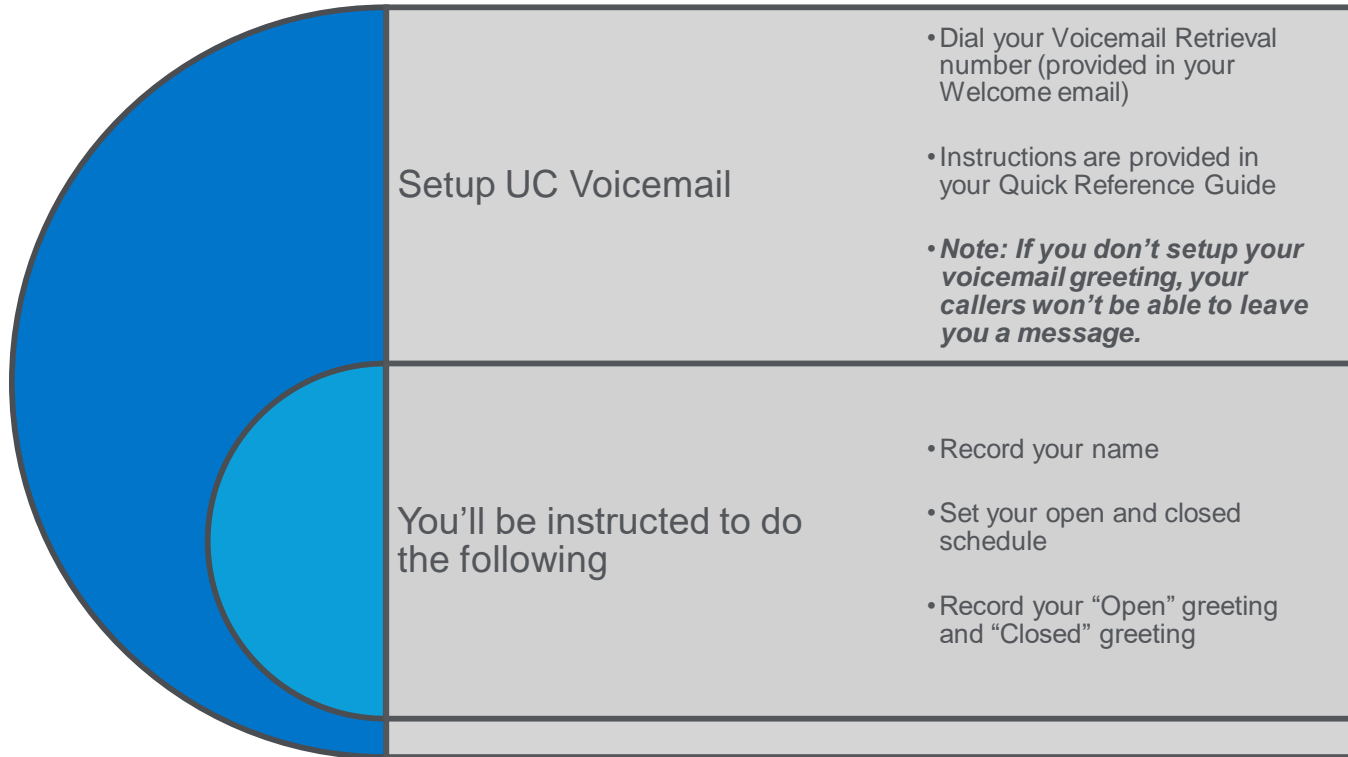 Setup UC Voicemail
•Dial your Voicemail Retrieval
number (provided in your
Welcome email)
•Instructions are provided in
your Quick Reference Guide
•Note: If you don’t setup your
voicemail greeting, your
callers won’t be able to leave
you a message.
You’ll be instructed to do
the following
•Record your name
•Set your open and closed
schedule
•Record your “Open” greeting
and “Closed” greeting